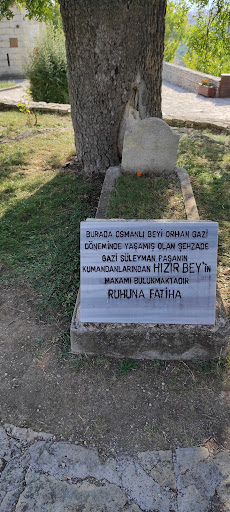 BURADA OSMANLI BEYİ ORHAN GAZİ
DÖNEMİNDE YAŞAMIŞ OLAN ŞEHZADE
GAZİ SÜLEYMAN PAŞANIN
KUMANDANLARINDAN HIZIR BEY'İN
MAKAMI BULUNMAKTADIR
RUHUNA FATİHA